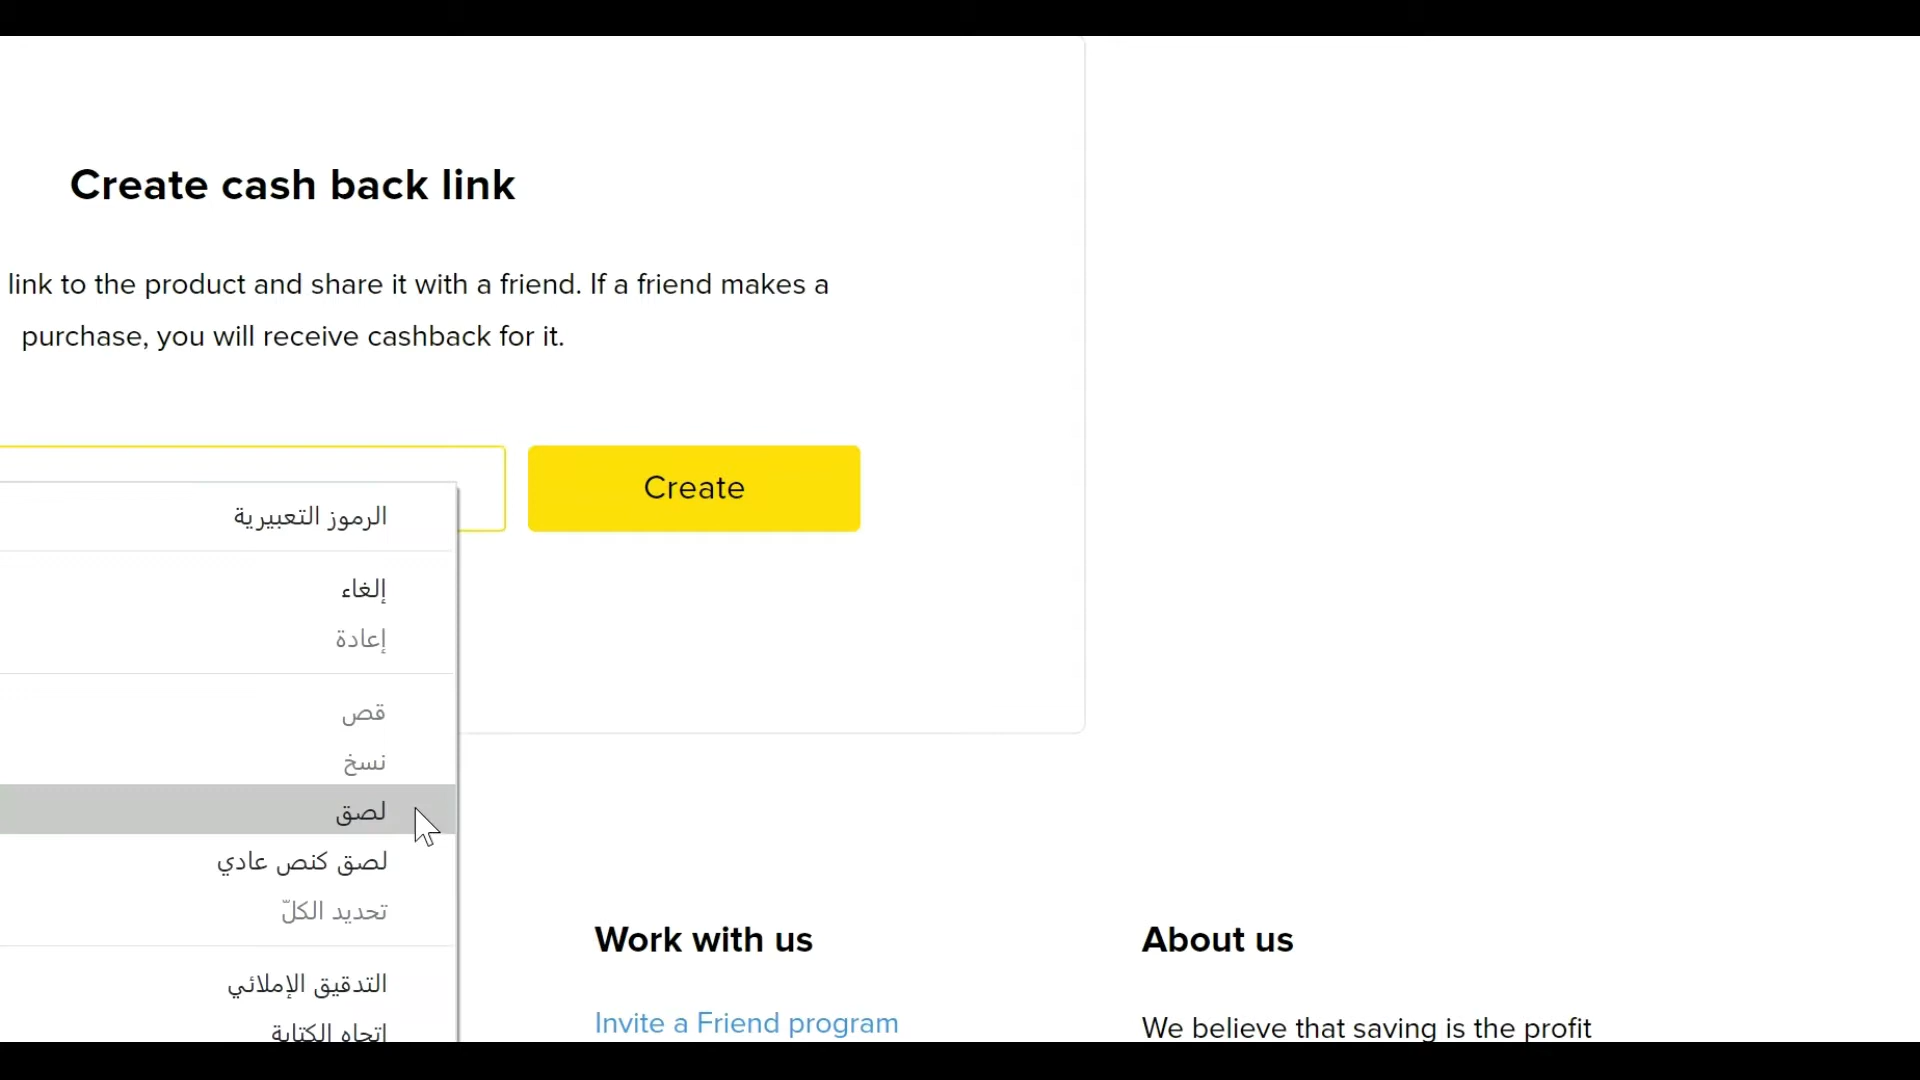 Create cash back link
link to the product and share it with a friend. If a friend makes a
purchase, you will receive cashback for it.
Create
الرموز التعبيرية
إلغاء
إعادة
قص
نسخ
لصق
لصق كنص عادي
تحديد الكلّ
التدقيق الإملائي
اتجاه الكتابة
Work with us
Invite a Friend program
About us
We believe that saving is the profit